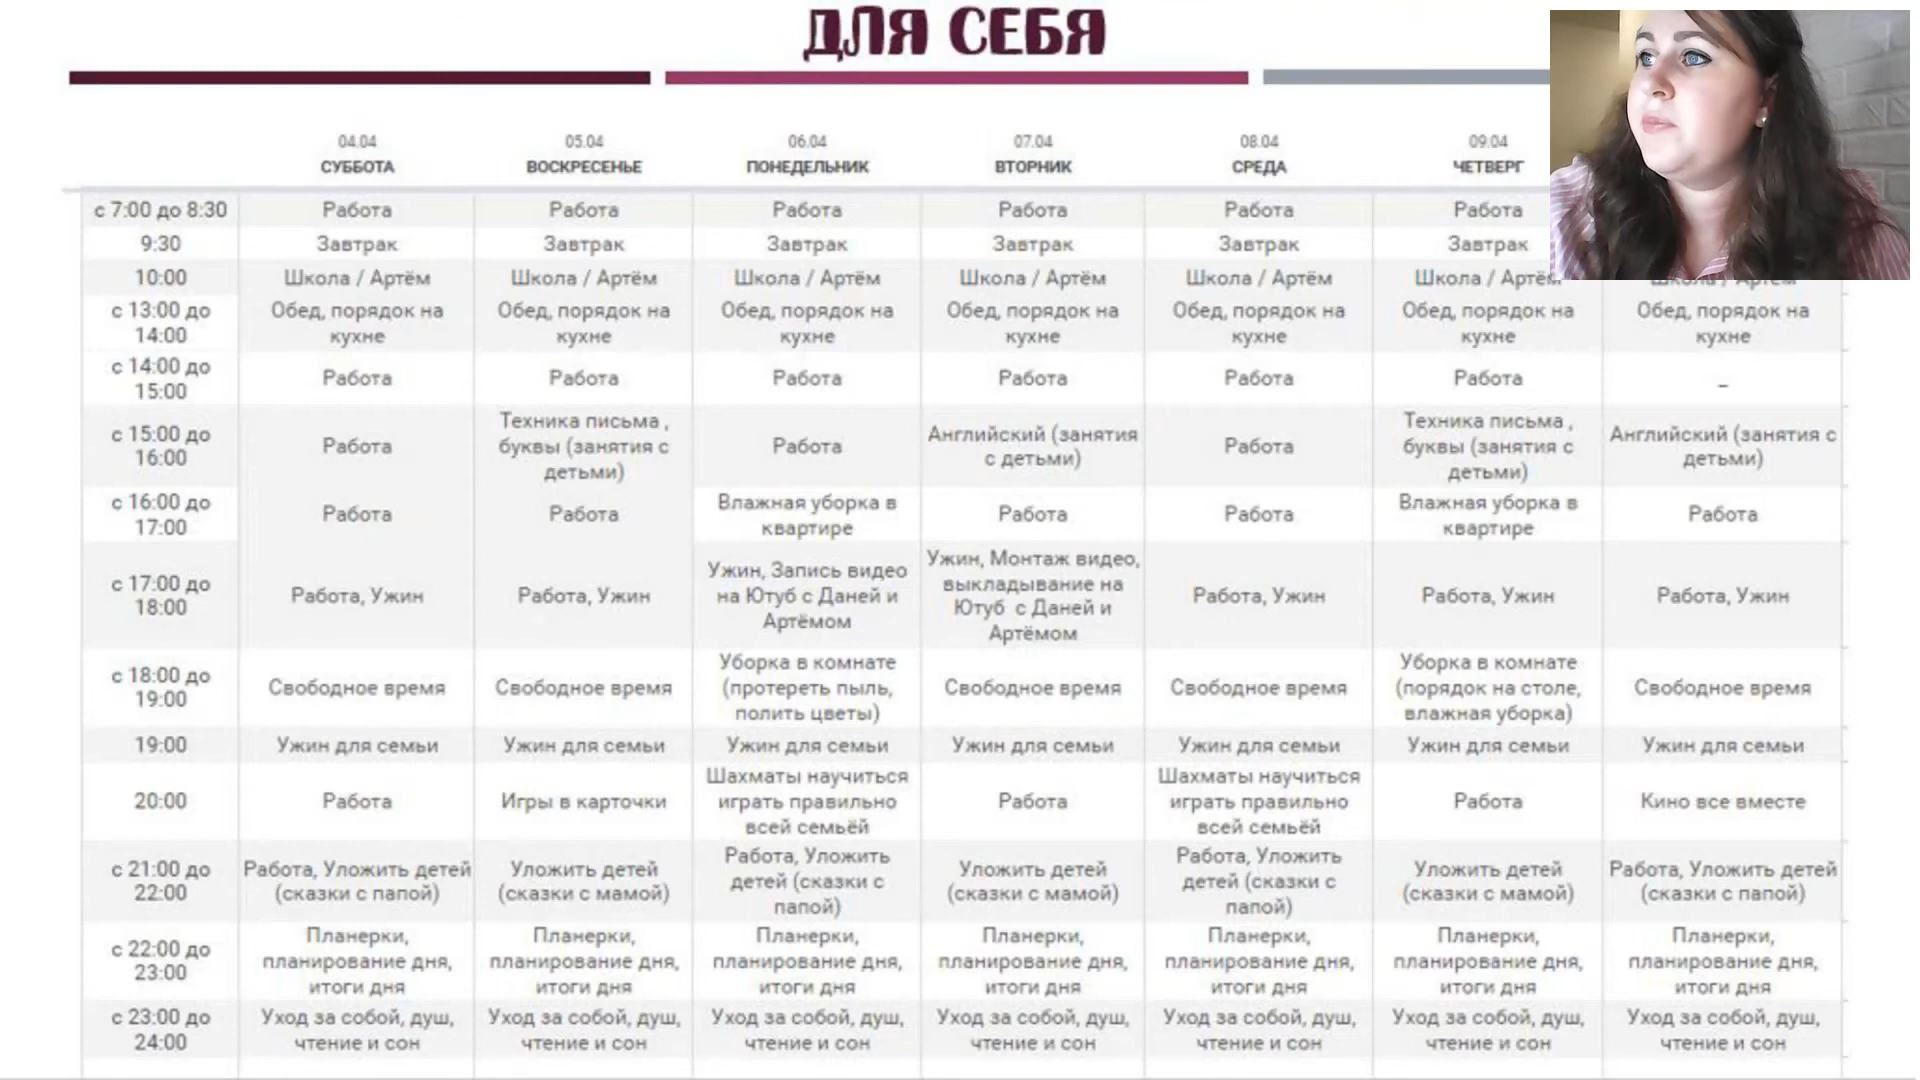 ДЛЯ СЕБЯ
04.04 05.04 06.04 07.04 08.04 09.04
СУББОТА ВОСКРЕСЕНЬЕ ПОНЕДЕЛЬНИК ВТОРНИК СРЕДА ЧЕТВЕРГ
с 7:00 до 8:30 Работа Работа Работа Работа Работа Работа
9:30 Завтрак Завтрак Завтрак Завтрак Завтрак Завтрак
10:00 Школа / Артём Школа / Артём Школа / Артём Школа / Артём Школа / Артём Школа / Артём Школа / Артём
с 13:00 до Обед, порядок на Обед, порядок на Обед, порядок на Обед, порядок на Обед, порядок на Обед, порядок на Обед, порядок на
14:00 кухне кухне кухне кухне кухне кухне кухне
с 14:00 до
15:00 Работа Работа Работа Работа Работа Работа _
с 15:00 до Работа Техника письма , Работа Английский (занятия Работа Техника письма , Английский (занятия с
16:00 буквы (занятия с с детьми) буквы (занятия с детьми)
детьми) детьми)
с 16:00 до Работа Работа Влажная уборка в Работа Работа Влажная уборка в Работа
17:00 квартире квартире
с 17:00 до Работа, Ужин Работа, Ужин Ужин, Запись видео Ужин, Монтаж видео, Работа, Ужин Работа, Ужин Работа, Ужин
18:00 на Ютуб с Даней и выкладывание на
Артёмом Ютуб с Даней и
Артёмом
с 18:00 до Свободное время Свободное время Уборка в комнате Свободное время Свободное время Уборка в комнате Свободное время
19:00 (протереть пыль, (порядок на столе,
полить цветы) влажная уборка)
19:00 Ужин для семьи Ужин для семьи Ужин для семьи Ужин для семьи Ужин для семьи Ужин для семьи Ужин для семьи
20:00 Работа Игры в карточки Шахматы научиться Работа Шахматы научиться Работа Кино все вместе
играть правильно играть правильно
всей семьёй всей семьёй
с 21:00 до Работа, Уложить детей Уложить детей Работа, Уложить Уложить детей Работа, Уложить Уложить детей Работа, Уложить детей
22:00 (сказки с папой) (сказки с мамой) детей (сказки с (сказки с мамой) детей (сказки с (сказки с мамой) (сказки с папой)
папой) папой)
с 22:00 до Планерки, Планерки, Планерки, Планерки, Планерки, Планерки, Планерки,
23:00 планирование дня, планирование дня, планирование дня, планирование дня, планирование дня, планирование дня, планирование дня,
итоги дня итоги дня итоги дня итоги дня итоги дня итоги дня итоги дня
с 23:00 до Уход за собой, душ, Уход за собой, душ, Уход за собой, душ, Уход за собой, душ, Уход за собой, душ, Уход за собой, душ, Уход за собой, душ,
24:00 чтение и сон чтение и сон чтение и сон чтение и сон чтение и сон чтение и сон чтение и сон